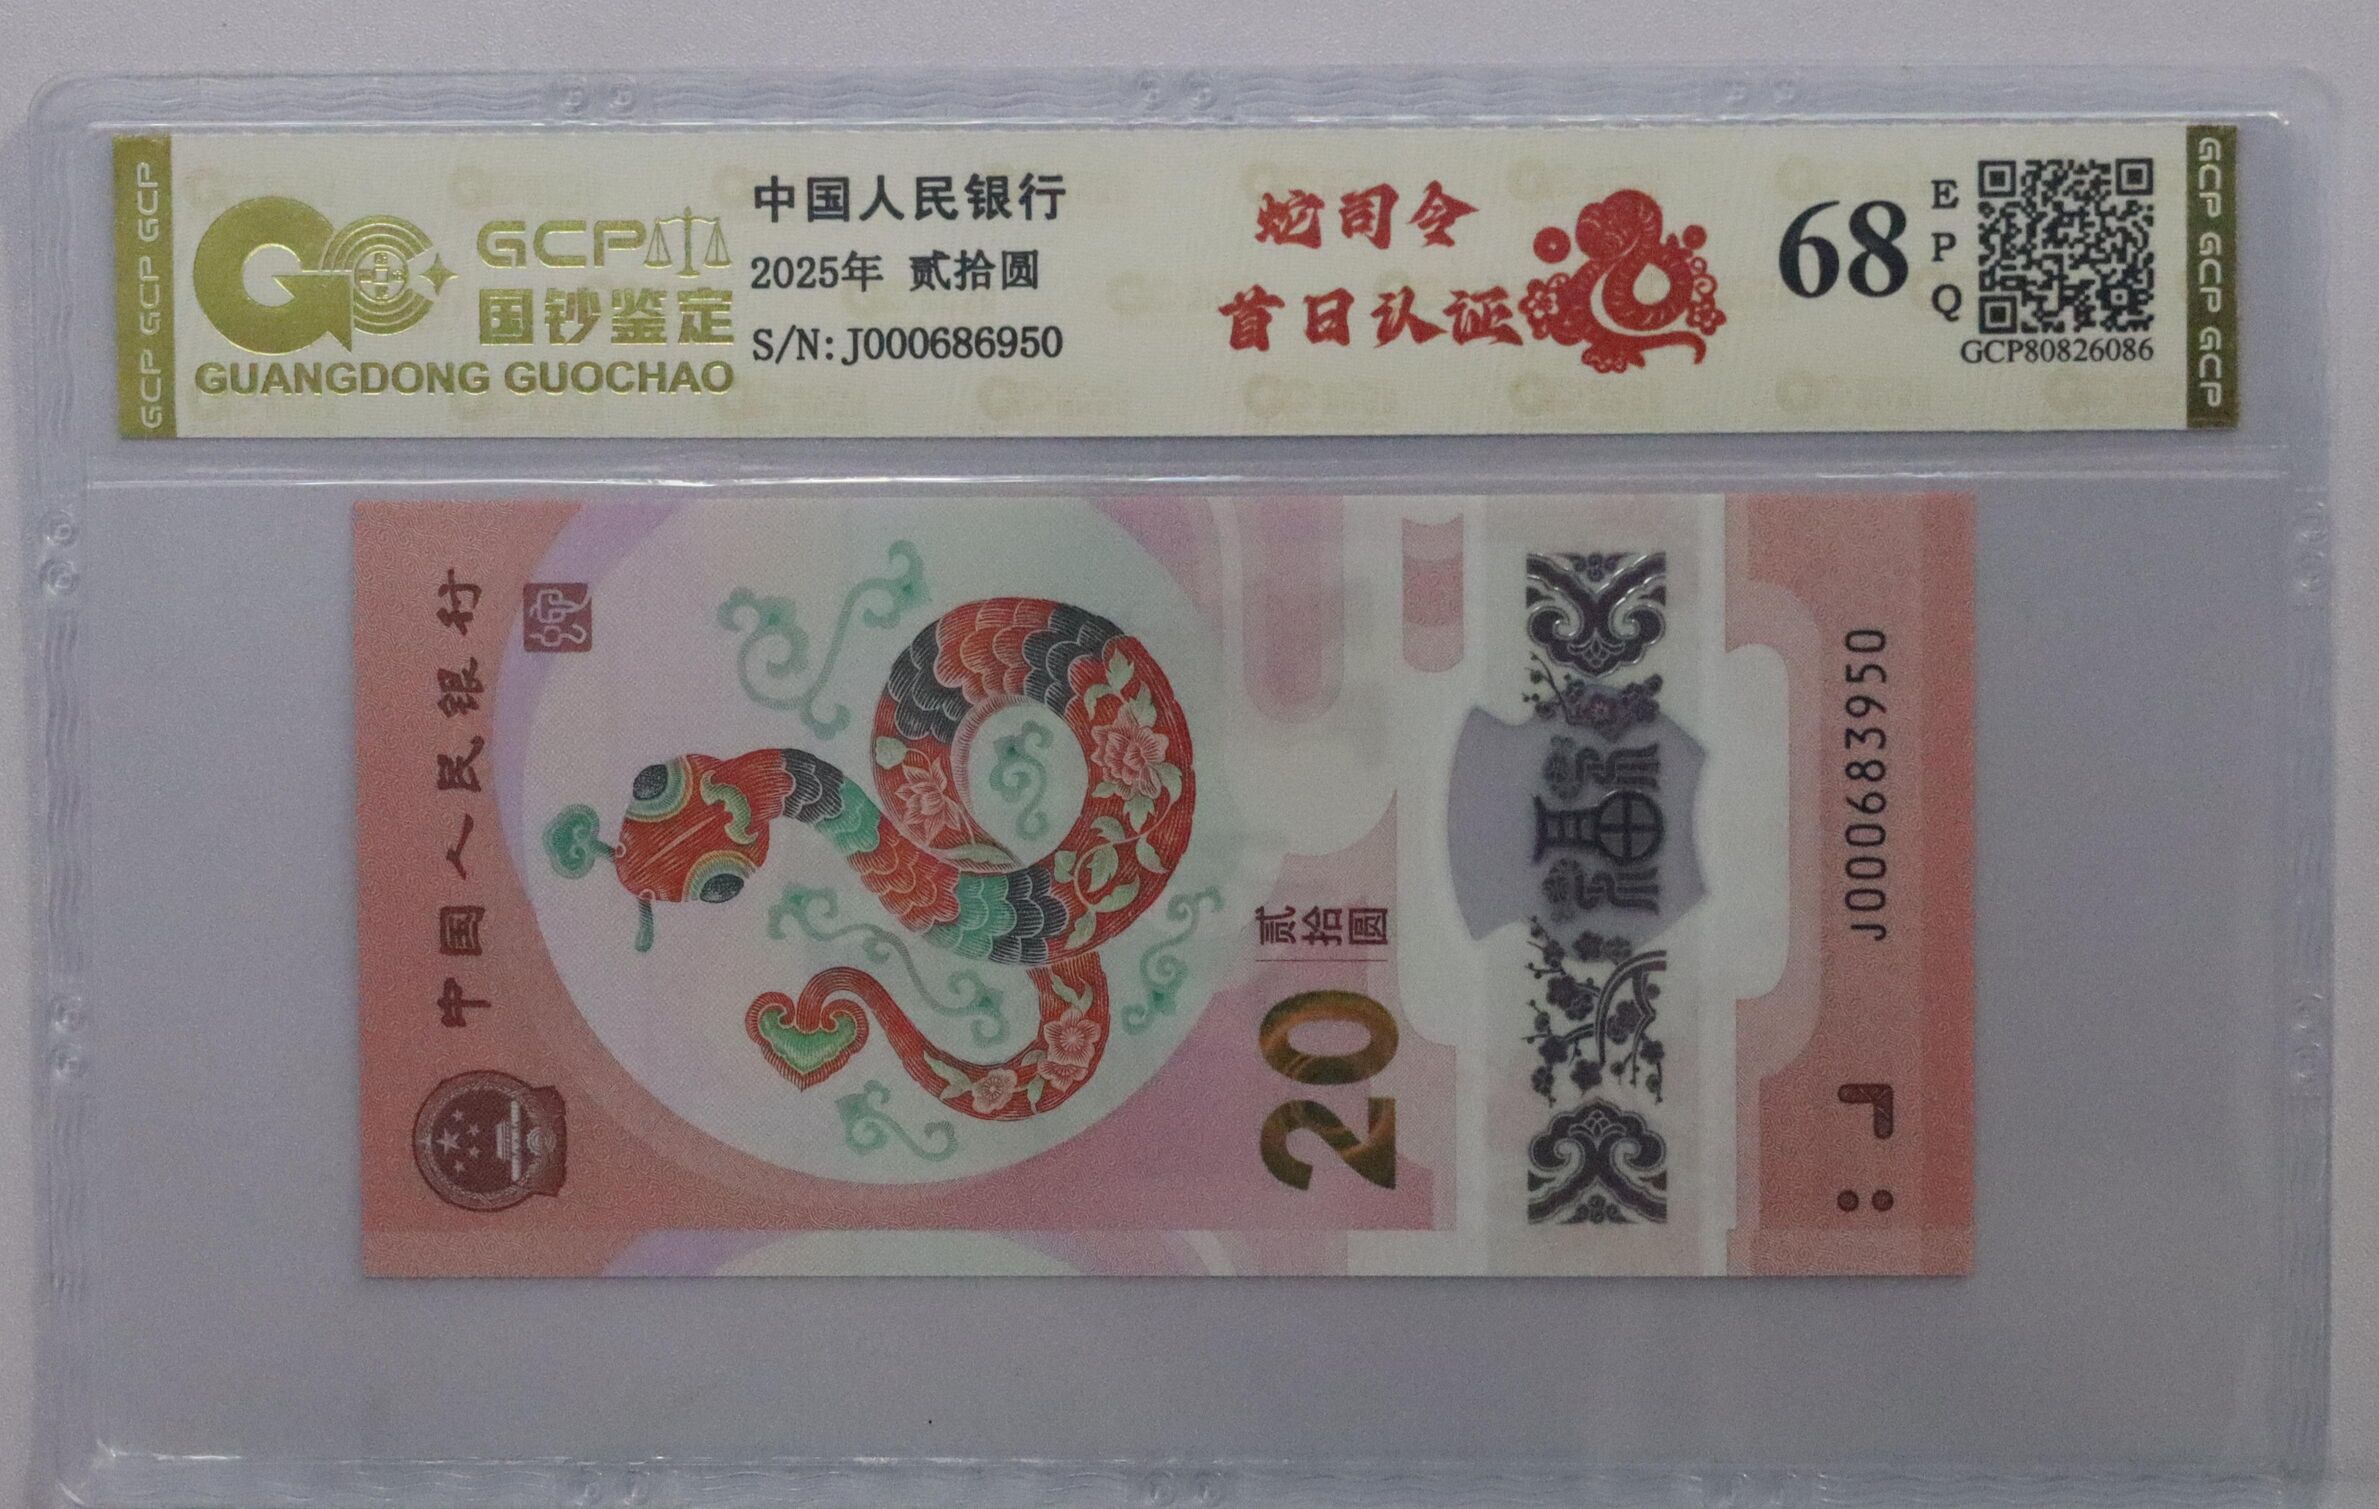 GCP GCP GCP
GCP
国钞鉴定
GUANGDONG GUOCHAO
中国人民银行
2025年 贰拾圆
S/N:J000686950
蛇司令
首日认证
68
EPQ
GCP80826086
GCP GCP GCP
中国人民银行
贰拾圆
20
福
J000683950